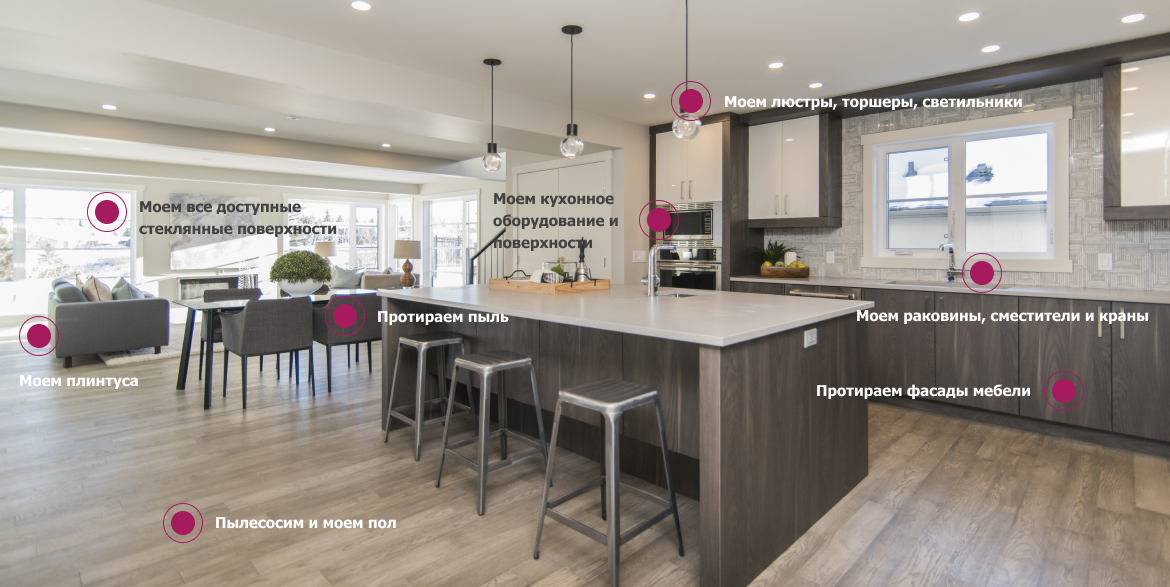 Моем люстры, торшеры, светильники
Моем все доступные
стеклянные поверхности
Моем кухонное
оборудование и
поверхности
Моем раковины, сместители и краны
Протираем пыль
Моем плинтуса
Протираем фасады мебели
Пылесосим и моем пол